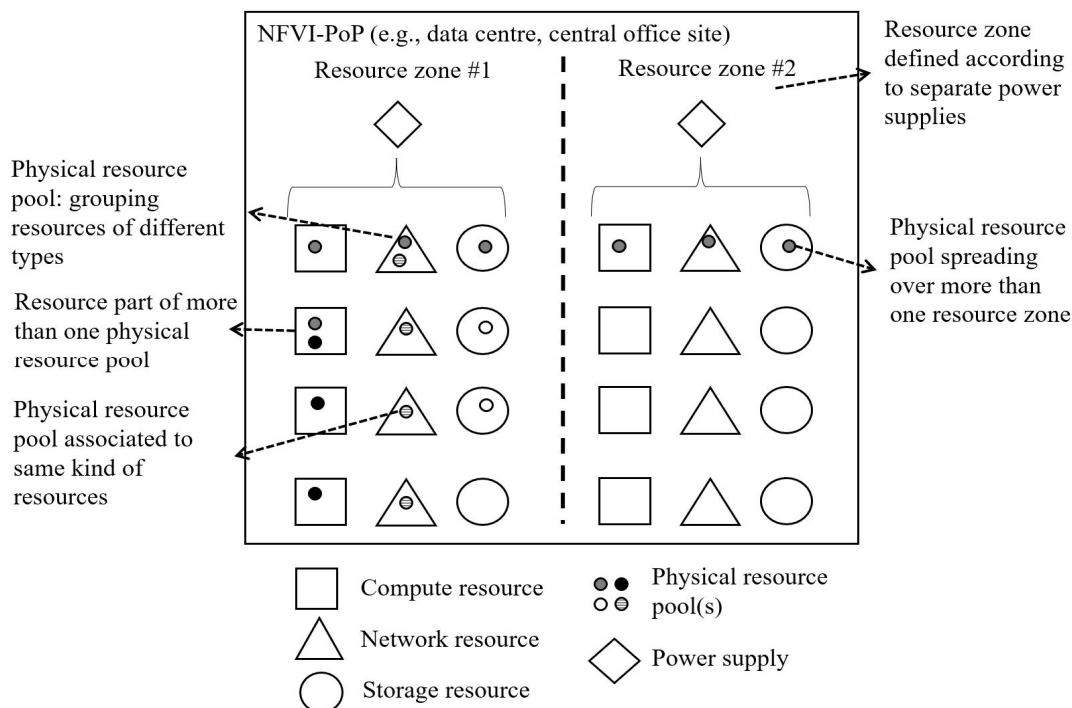 NFVI-PoP (e.g., data centre, central office site)
Resource zone #1
Resource zone #2
Resource zone
defined according
to separate power
supplies
Physical resource
pool: grouping
resources of different
types
Resource part of more
than one physical
resource pool
Physical resource
pool associated to
same kind of
resources
Physical resource
pool spreading
over more than
one resource zone
Compute resource
Network resource
Storage resource
Physical resource
pool(s)
Power supply